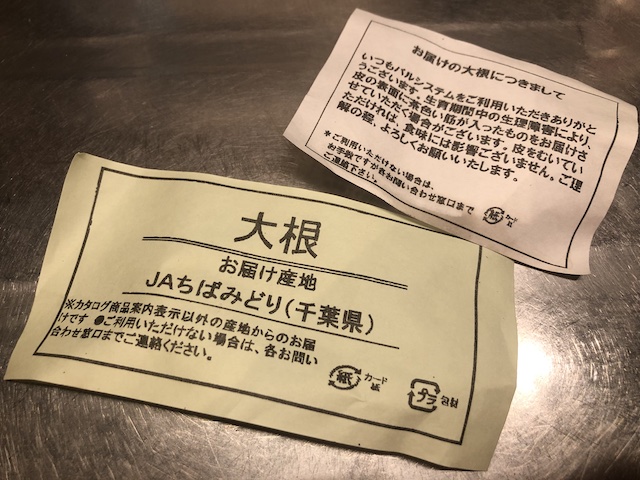 お届けの大根につきまして
いつもパルシステムをご利用いただきありがと
うございます。生育期間中の生理障害により、
皮の表面に茶色い筋が入ったものをお届けさ
せていただく場合がございます。皮をむいてい
ただければ、食味には影響ございません。ご理
解の程、よろしくお願いいたします。
＊ご利用いただけない場合は、
お手数ですが各お問い合わせ窓口まで
ご連絡下さい。
紙 カード
紙
大根
お届け産地
JAちばみどり(千葉県)
※カタログ商品案内表示以外の産地からのお届
けです ●ご利用いただけない場合は、各お問い
合わせ窓口までご連絡ください。
紙 カード
紙
プラ 包材